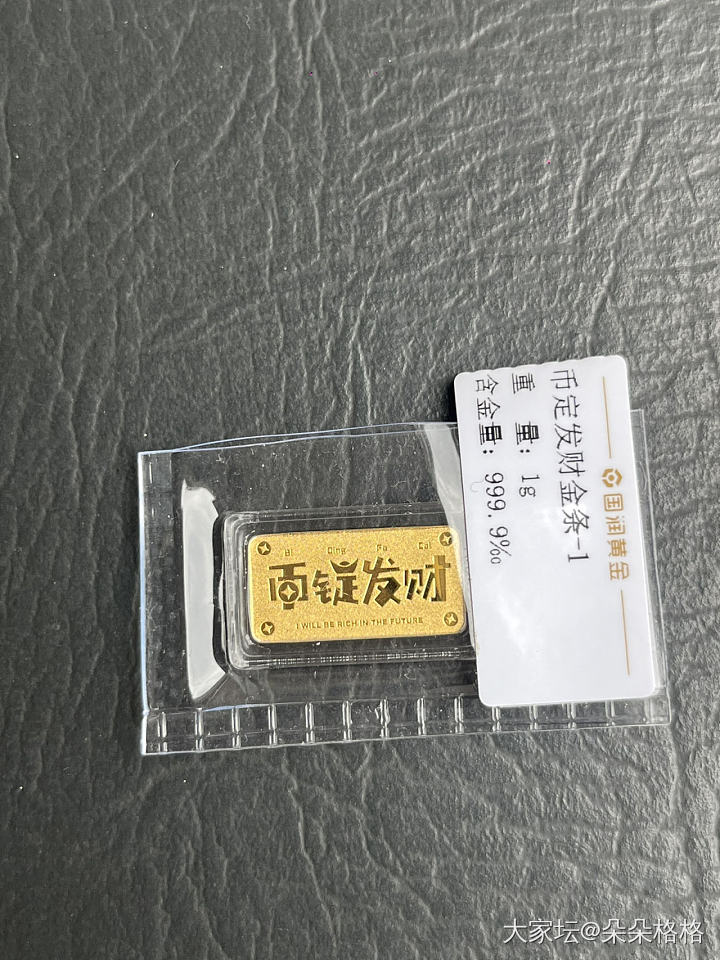 国润黄金
币定发财金条-1
重 量: 1g
含金量: 999.9‰
Bi Ding Fa Cai
币锭发财
I WILL BE RICH IN THE FUTURE
大家坛@朵朵格格